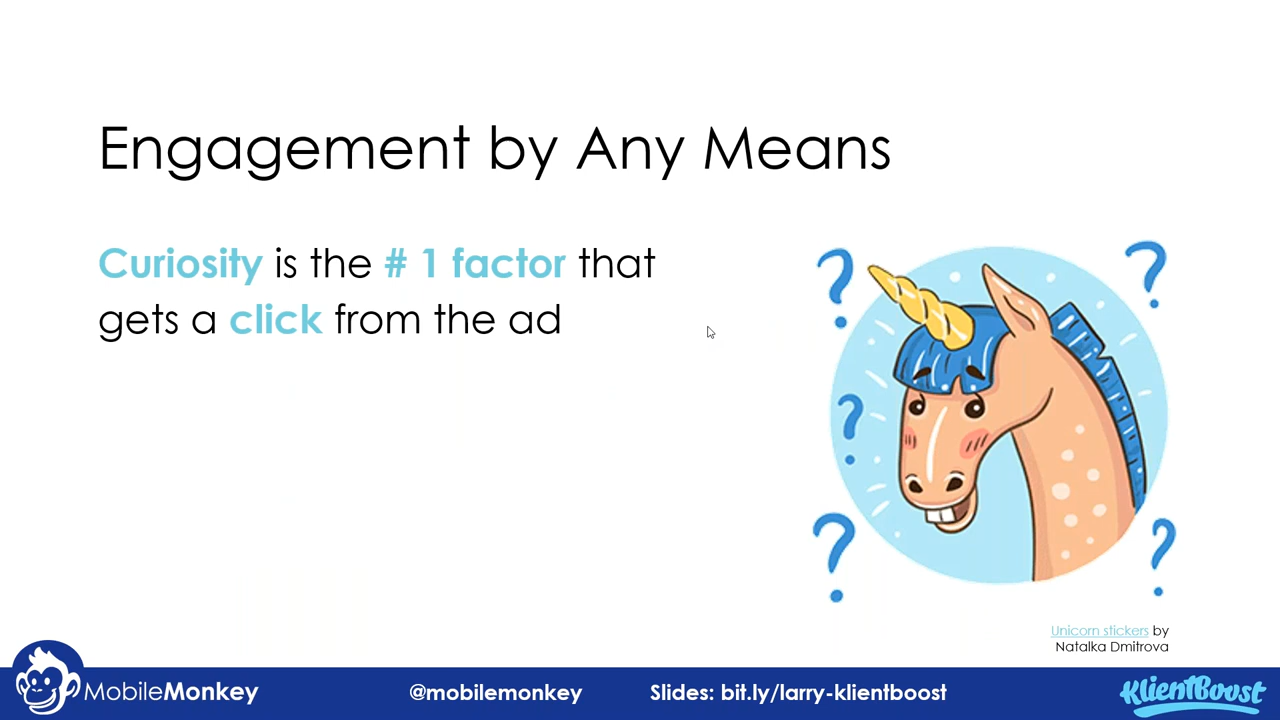 Engagement by Any Means
Curiosity is the # 1 factor that
gets a click from the ad
? ?
?
? ?
Unicorn stickers by
Natalka Dmitrova
MobileMonkey
@mobilemonkey
Slides: bit.ly/larry-klientboost
KlientBoost